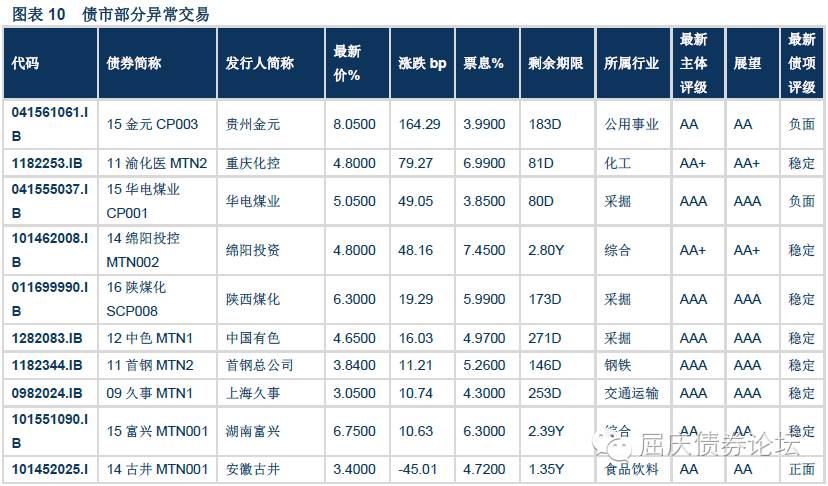 图表 10 债市部分异常交易
代码 债券简称 发行人简称 最新价% 涨跌 bp 票息% 剩余期限 所属行业 最新主体评级 展望 最新债项评级
041561061.IB 15 金元 CP003 贵州金元 8.0500 164.29 3.9900 183D 公用事业 AA AA 负面
1182253.IB 11 渝化医 MTN2 重庆化控 4.8000 79.27 6.9900 81D 化工 AA+ AA+ 稳定
041555037.IB 15 华电煤业 CP001 华电煤业 5.0500 49.05 3.8500 80D 采掘 AAA AAA 负面
101462008.IB 14 绵阳投控 MTN002 绵阳投资 4.8000 48.16 7.4500 2.80Y 综合 AA+ AA+ 稳定
011699990.IB 16 陕煤化 SCP008 陕西煤化 6.3000 19.29 5.9900 173D 采掘 AAA AAA 稳定
1282083.IB 12 中色 MTN1 中国有色 4.6500 16.03 4.9700 271D 采掘 AAA AAA 稳定
1182344.IB 11 首钢 MTN2 首钢总公司 3.8400 11.21 5.2600 146D 钢铁 AAA AAA 稳定
0982024.IB 09 久事 MTN1 上海久事 3.0500 10.74 4.3000 253D 交通运输 AAA AAA 稳定
101551090.IB 15 富兴 MTN001 湖南富兴 6.7500 10.63 6.3000 2.39Y 综合 AA AA 稳定
101452025.I 14 古井 MTN001 安徽古井 3.4000 -45.01 4.7200 1.35Y 食品饮料 AA AA 正面
屈庆债券论坛